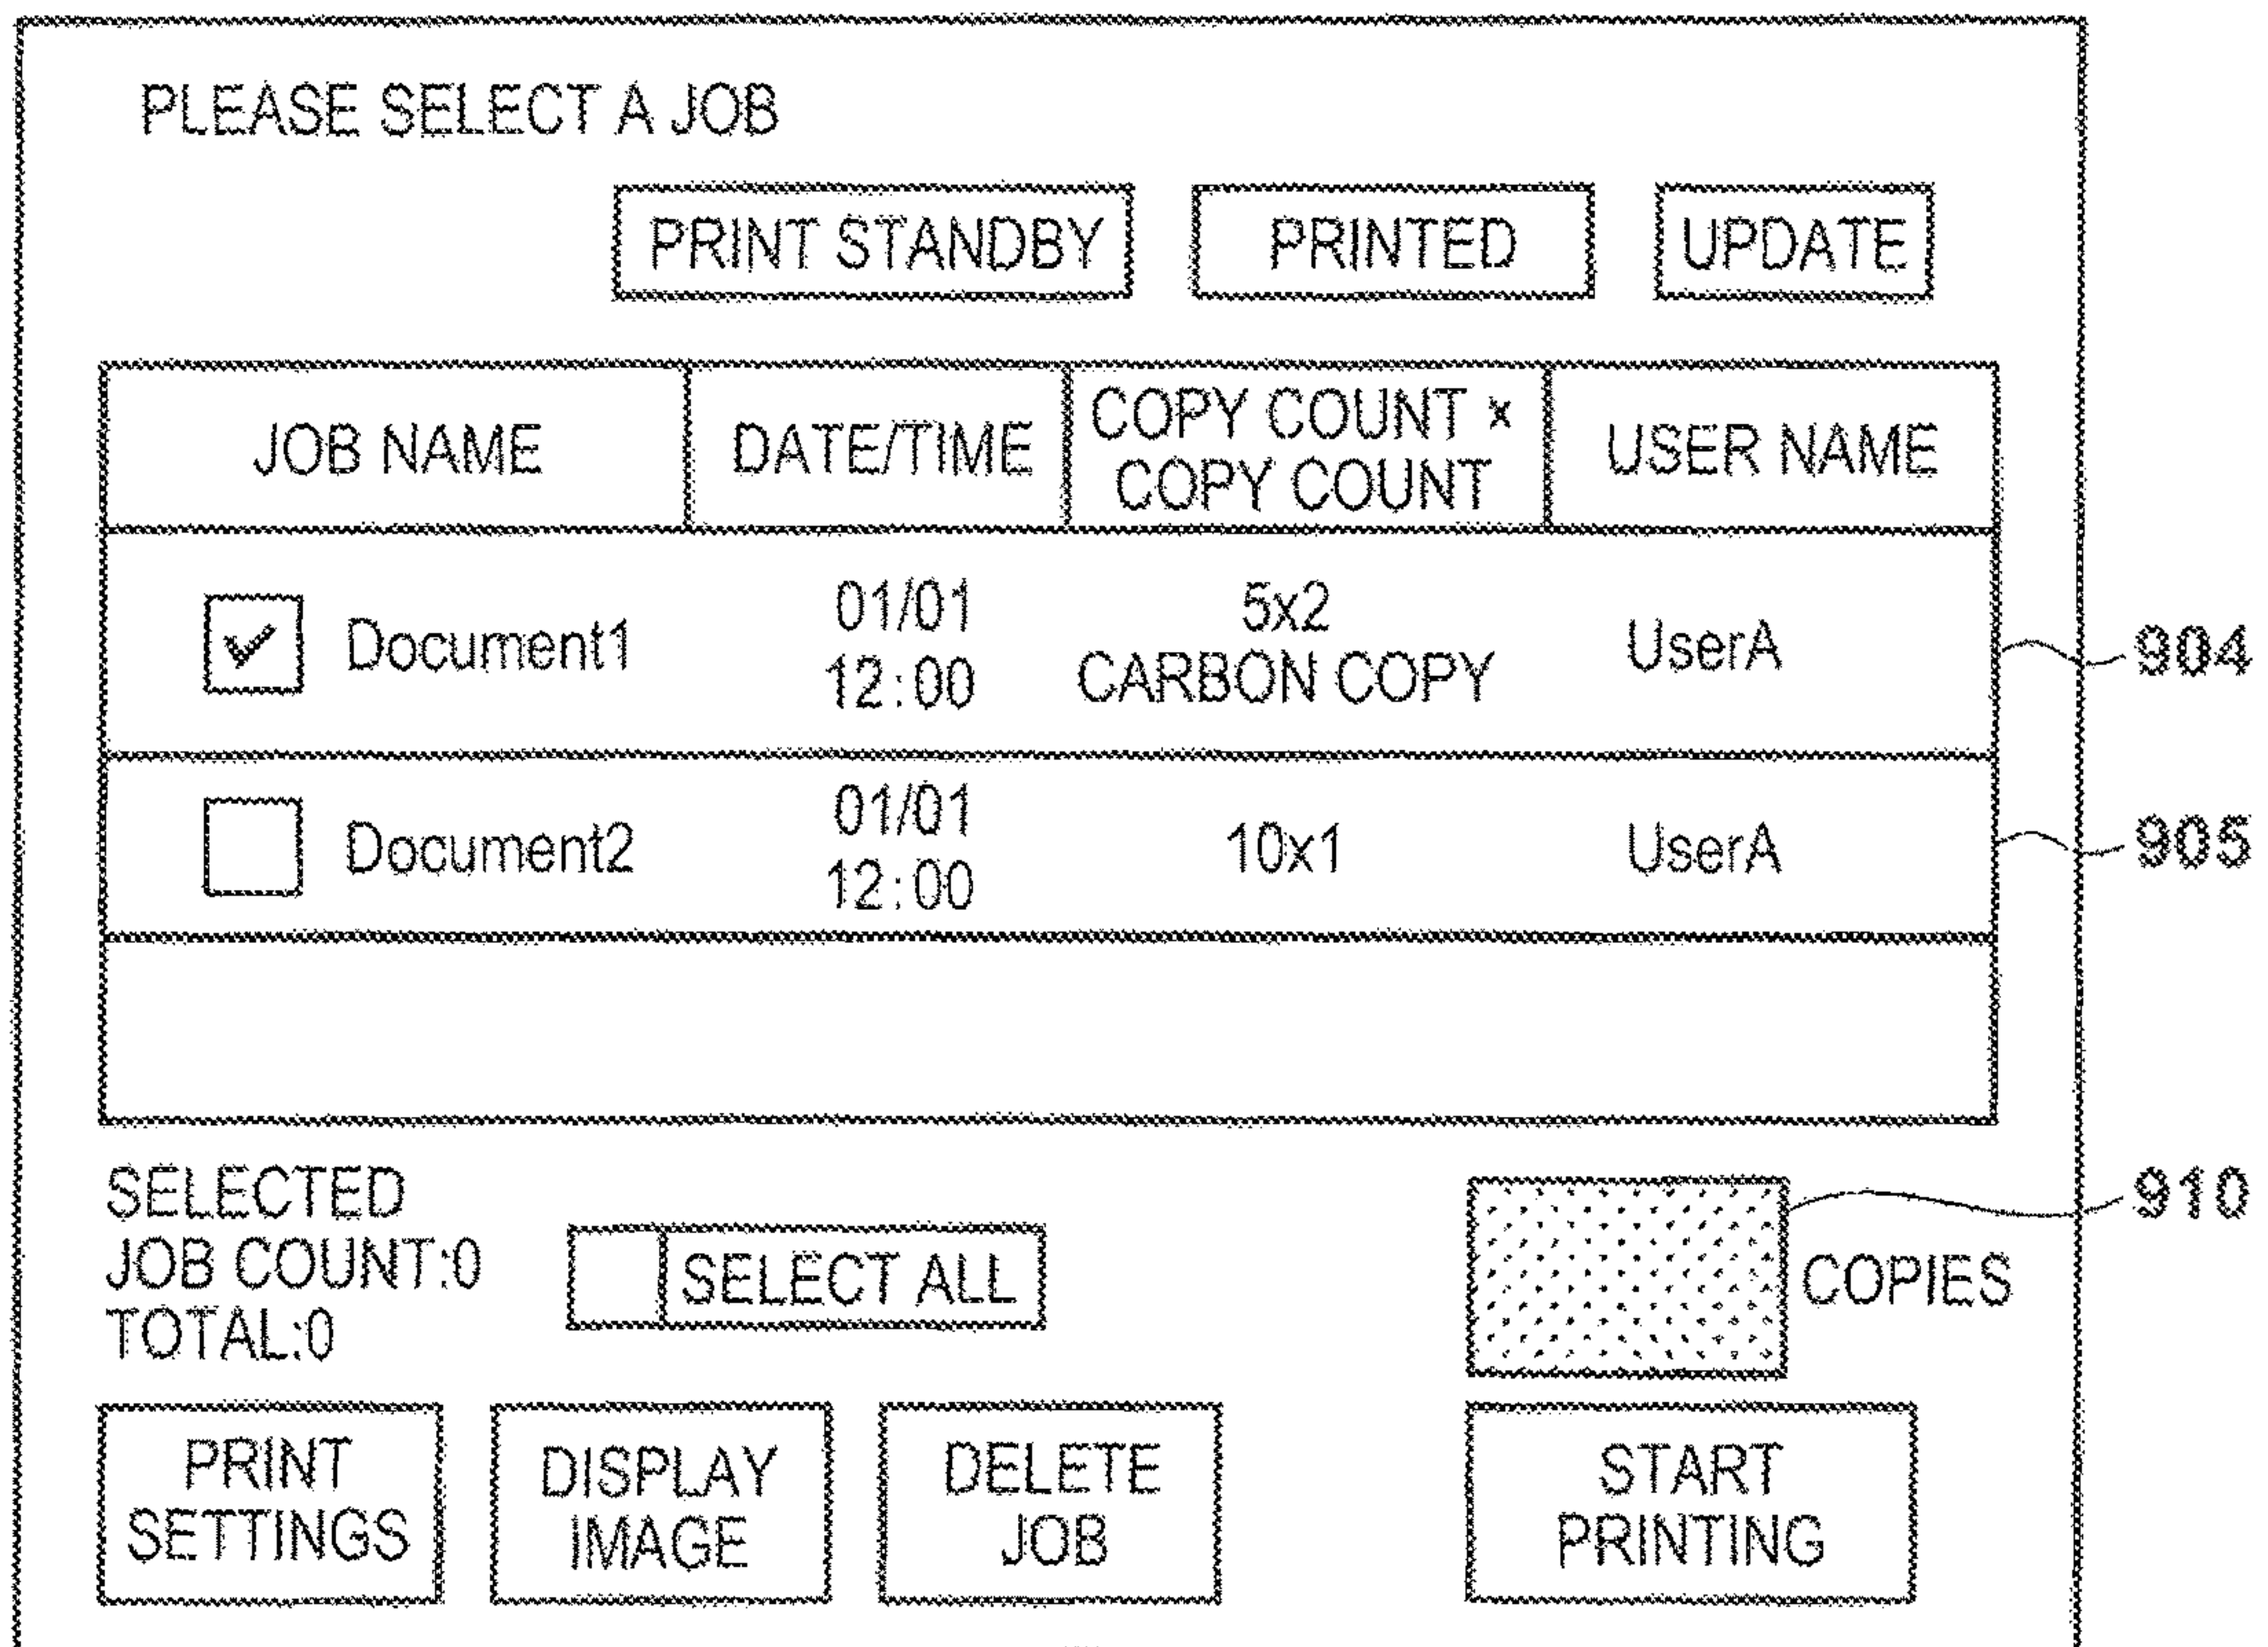 PLEASE SELECT A JOB
PRINT STANDBY PRINTED UPDATE
JOB NAME DATE/TIME COPY COUNT × COPY COUNT USER NAME
Document1 01/01 12:00 5x2 CARBON COPY UserA 904
Document2 01/01 12:00 10x1 UserA 905
SELECTED
JOB COUNT:0
TOTAL:0
SELECT ALL
COPIES
910
PRINT SETTINGS
DISPLAY IMAGE
DELETE JOB
START PRINTING